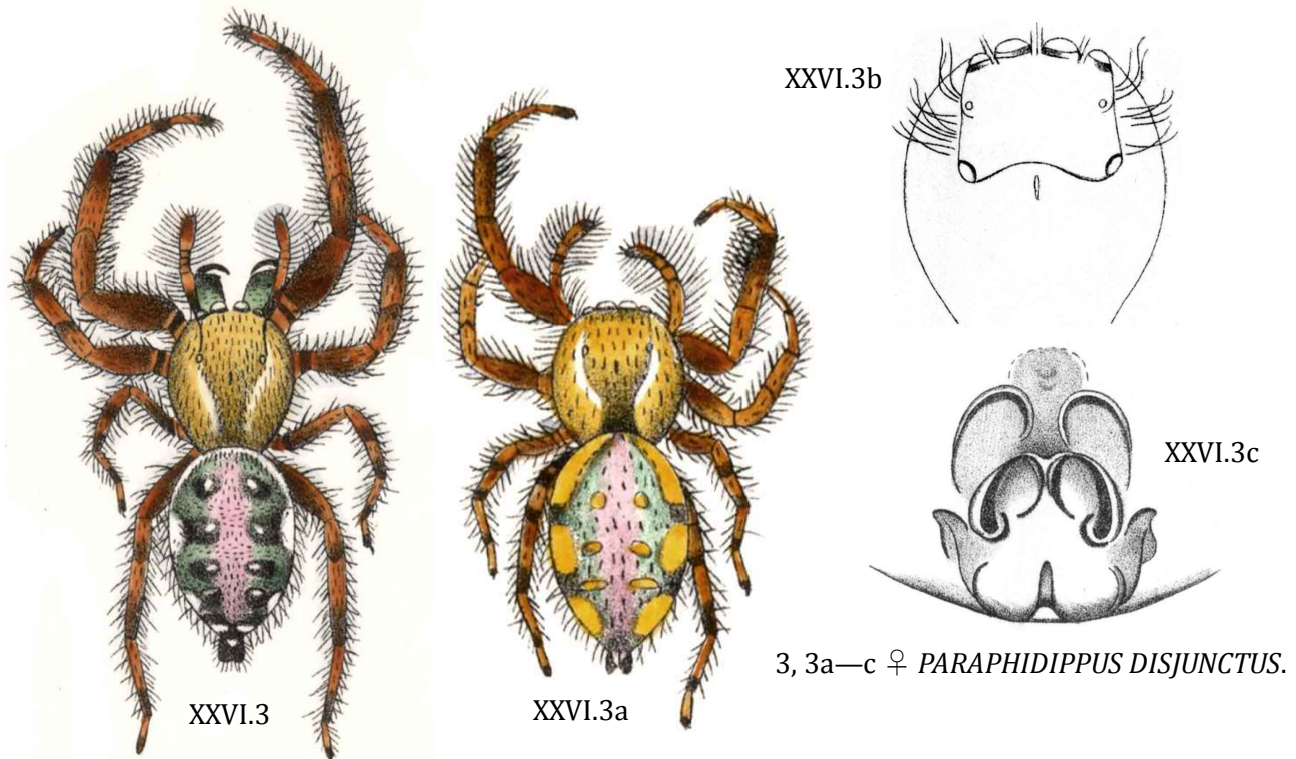 XXVI.3b
XXVI.3c
3, 3a—c ♀ PARAPHIDIPPUS DISJUNCTUS.
XXVI.3
XXVI.3a